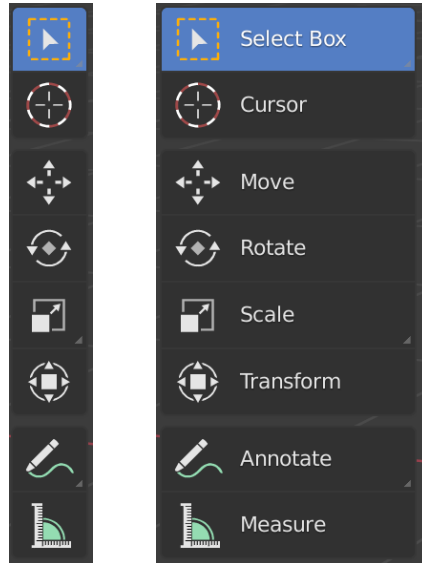 Select Box
Cursor
Move
Rotate
Scale
Transform
Annotate
Measure